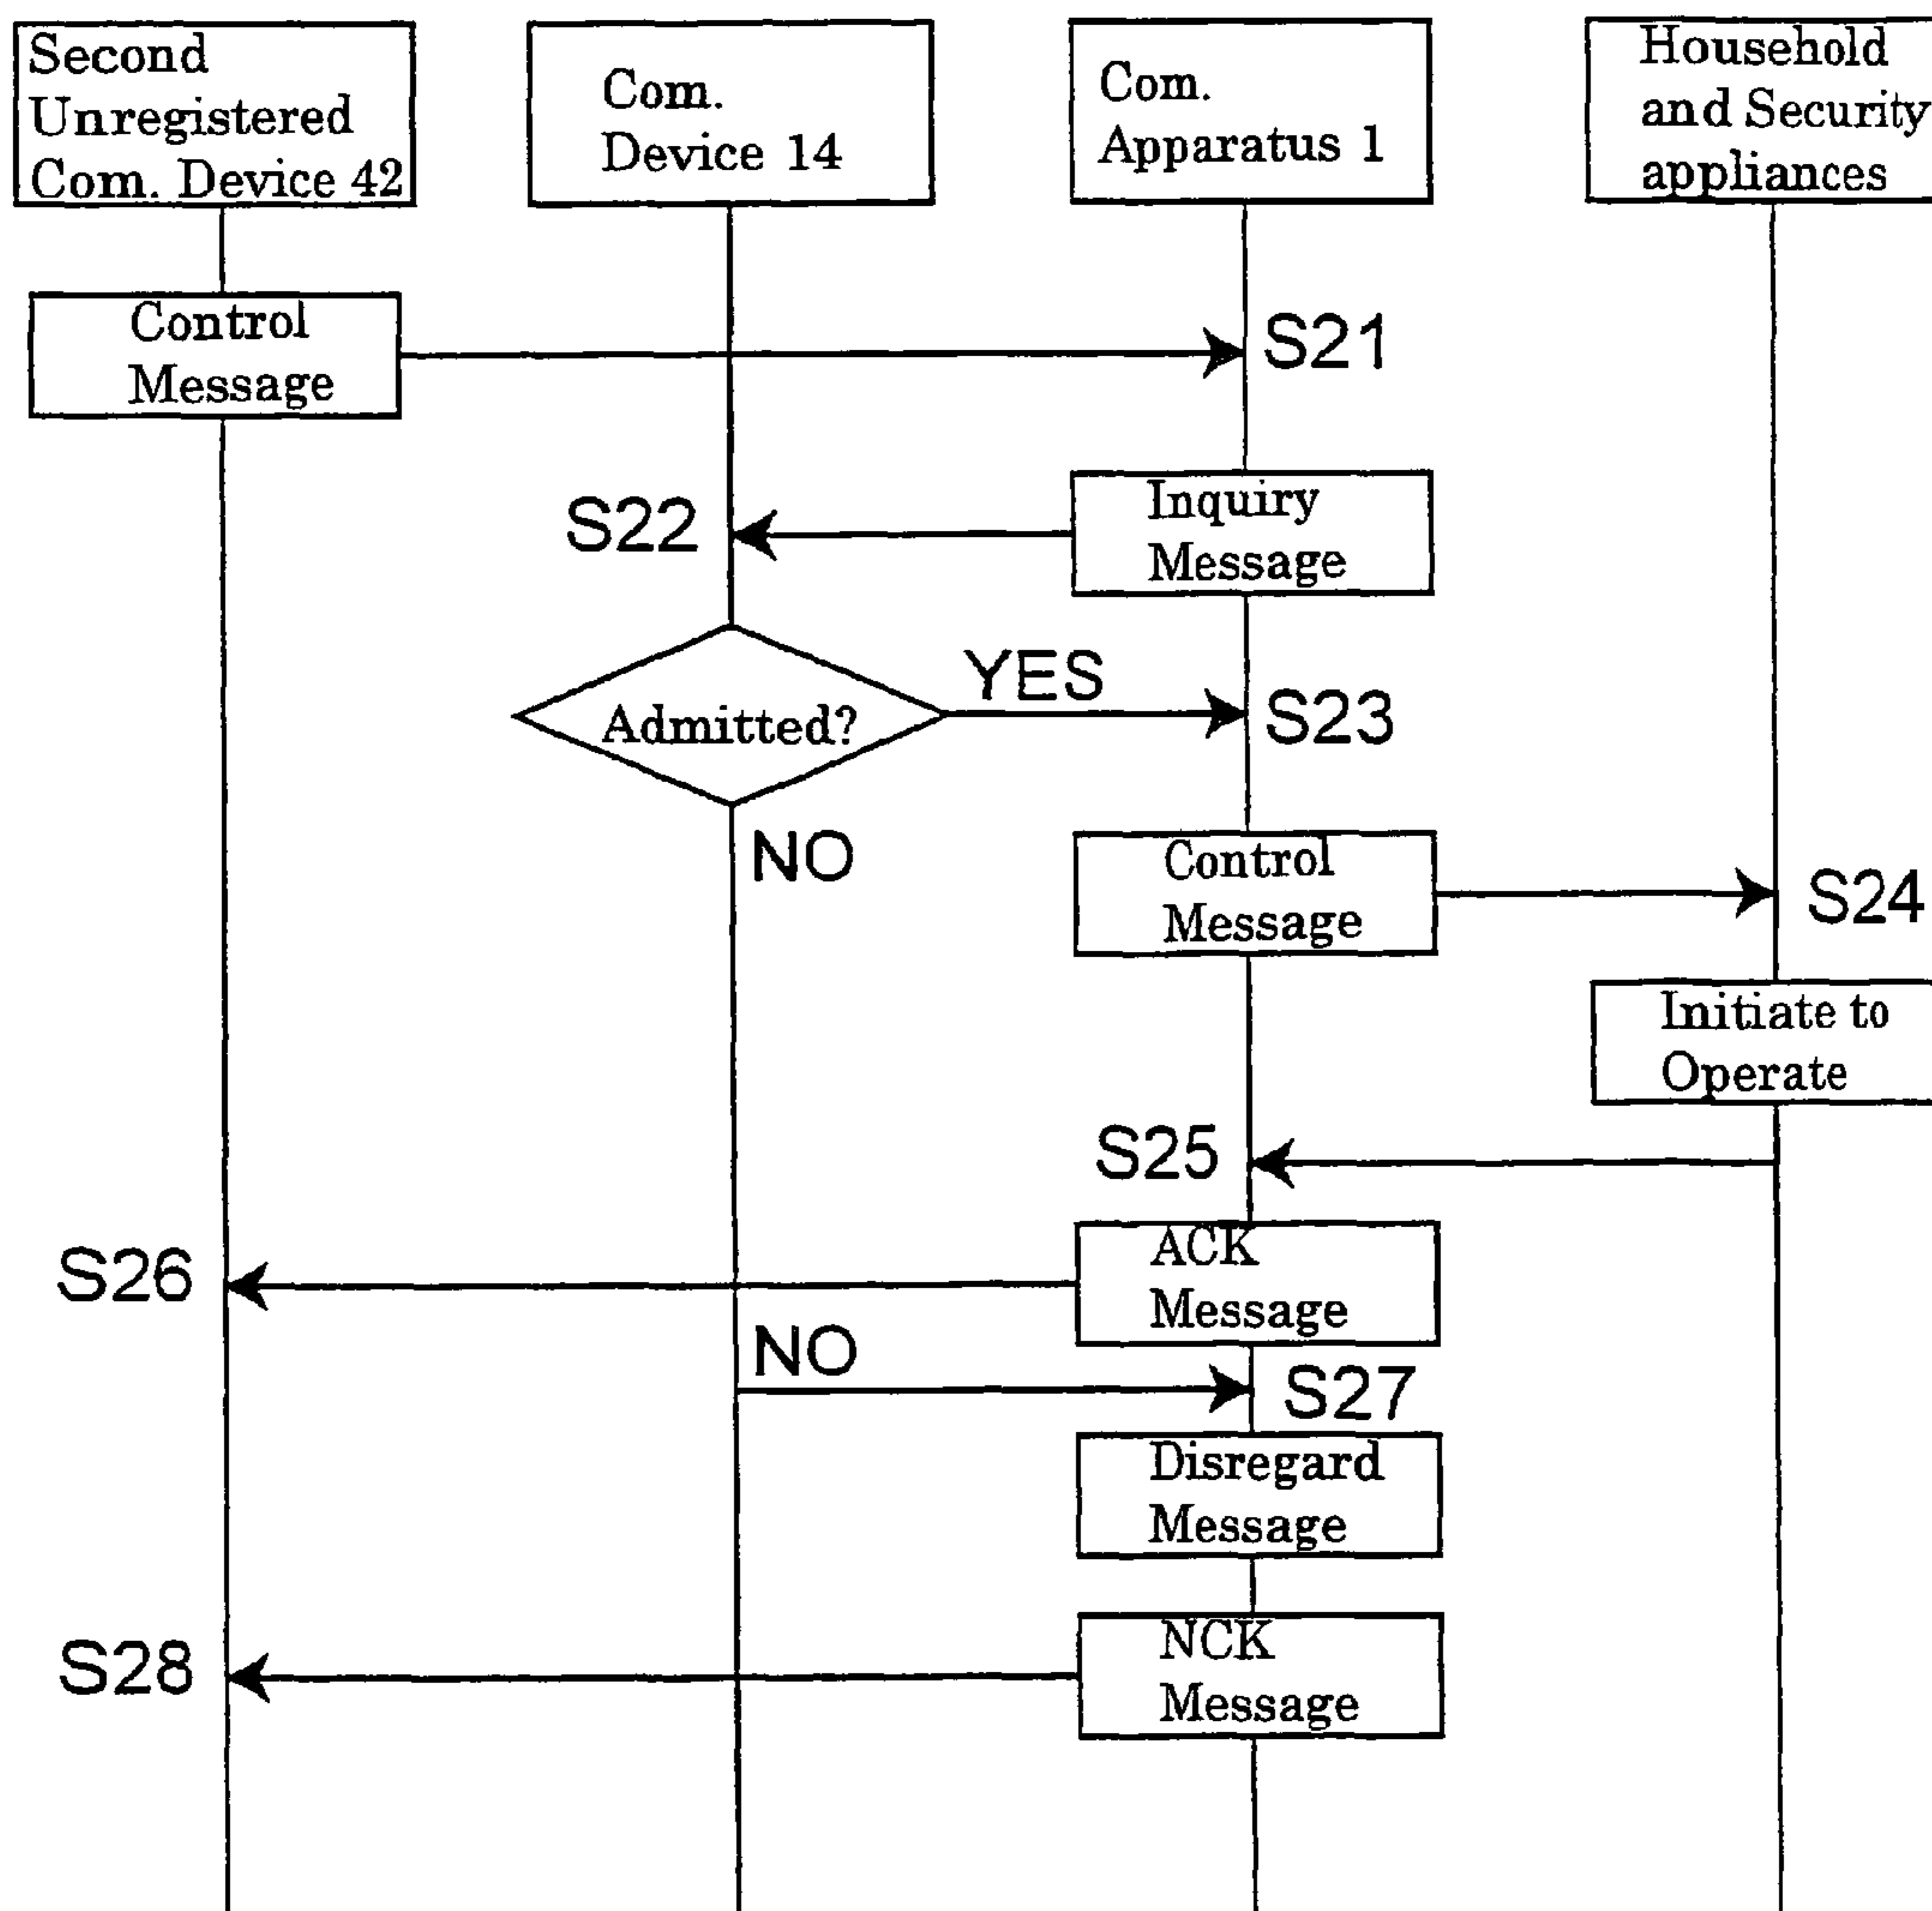 Second
Unregistered
Com. Device 42
Com.
Device 14
Com.
Apparatus 1
Household
and Security
appliances
Control
Message
S21
S22
Inquiry
Message
Admitted?
YES
S23
NO
Control
Message
S24
Initiate to
Operate
S25
S26
ACK
Message
NO
S27
Disregard
Message
S28
NCK
Message